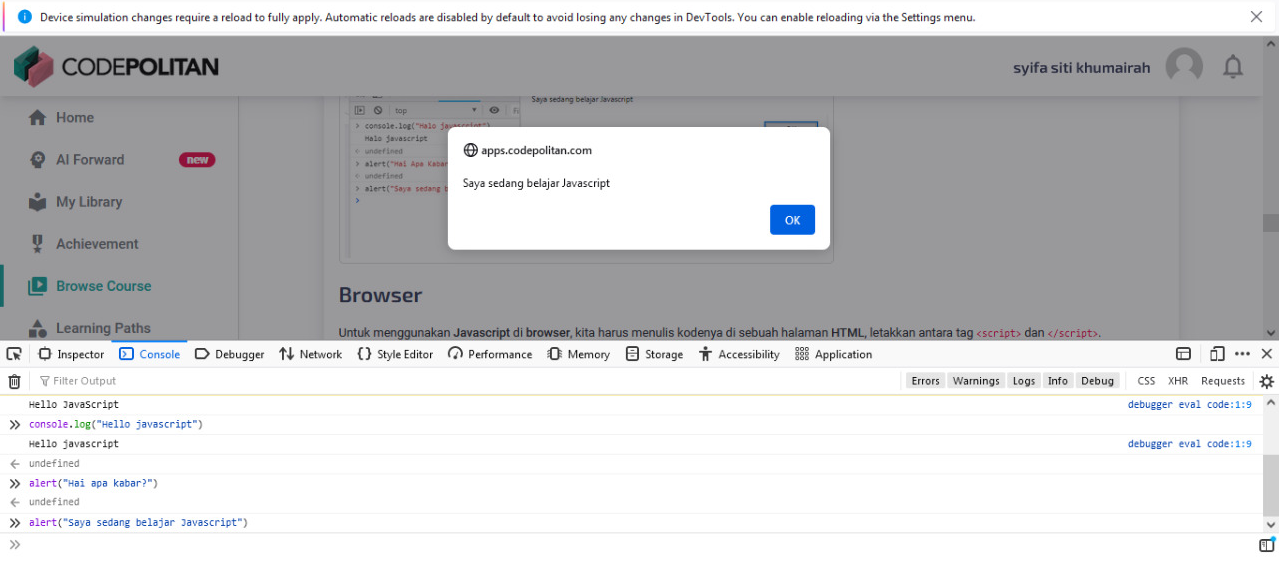 Device simulation changes require a reload to fully apply. Automatic reloads are disabled by default to avoid losing any changes in DevTools. You can enable reloading via the Settings menu.
CODEPOLITAN
syifa siti khumairah
Home
AI Forward new
My Library
Achievement
Browse Course
Learning Paths
Saya sedang belajar Javascript
top
> console.log("Halo javascript")
Halo javascript
undefined
> alert("Hai Apa Kabar
undefined
> alert("Saya sedang b
>
apps.codepolitan.com
Saya sedang belajar Javascript
OK
Browser
Untuk menggunakan Javascript di browser, kita harus menulis kodenya di sebuah halaman HTML, letakkan antara tag <script> dan </script>.
Inspector Console Debugger Network Style Editor Performance Memory Storage Accessibility Application
Filter Output Errors Warnings Logs Info Debug CSS XHR Requests
Hello JavaScript debugger eval code:1:9
console.log("Hello javascript")
Hello javascript debugger eval code:1:9
undefined
alert("Hai apa kabar?")
undefined
alert("Saya sedang belajar Javascript")